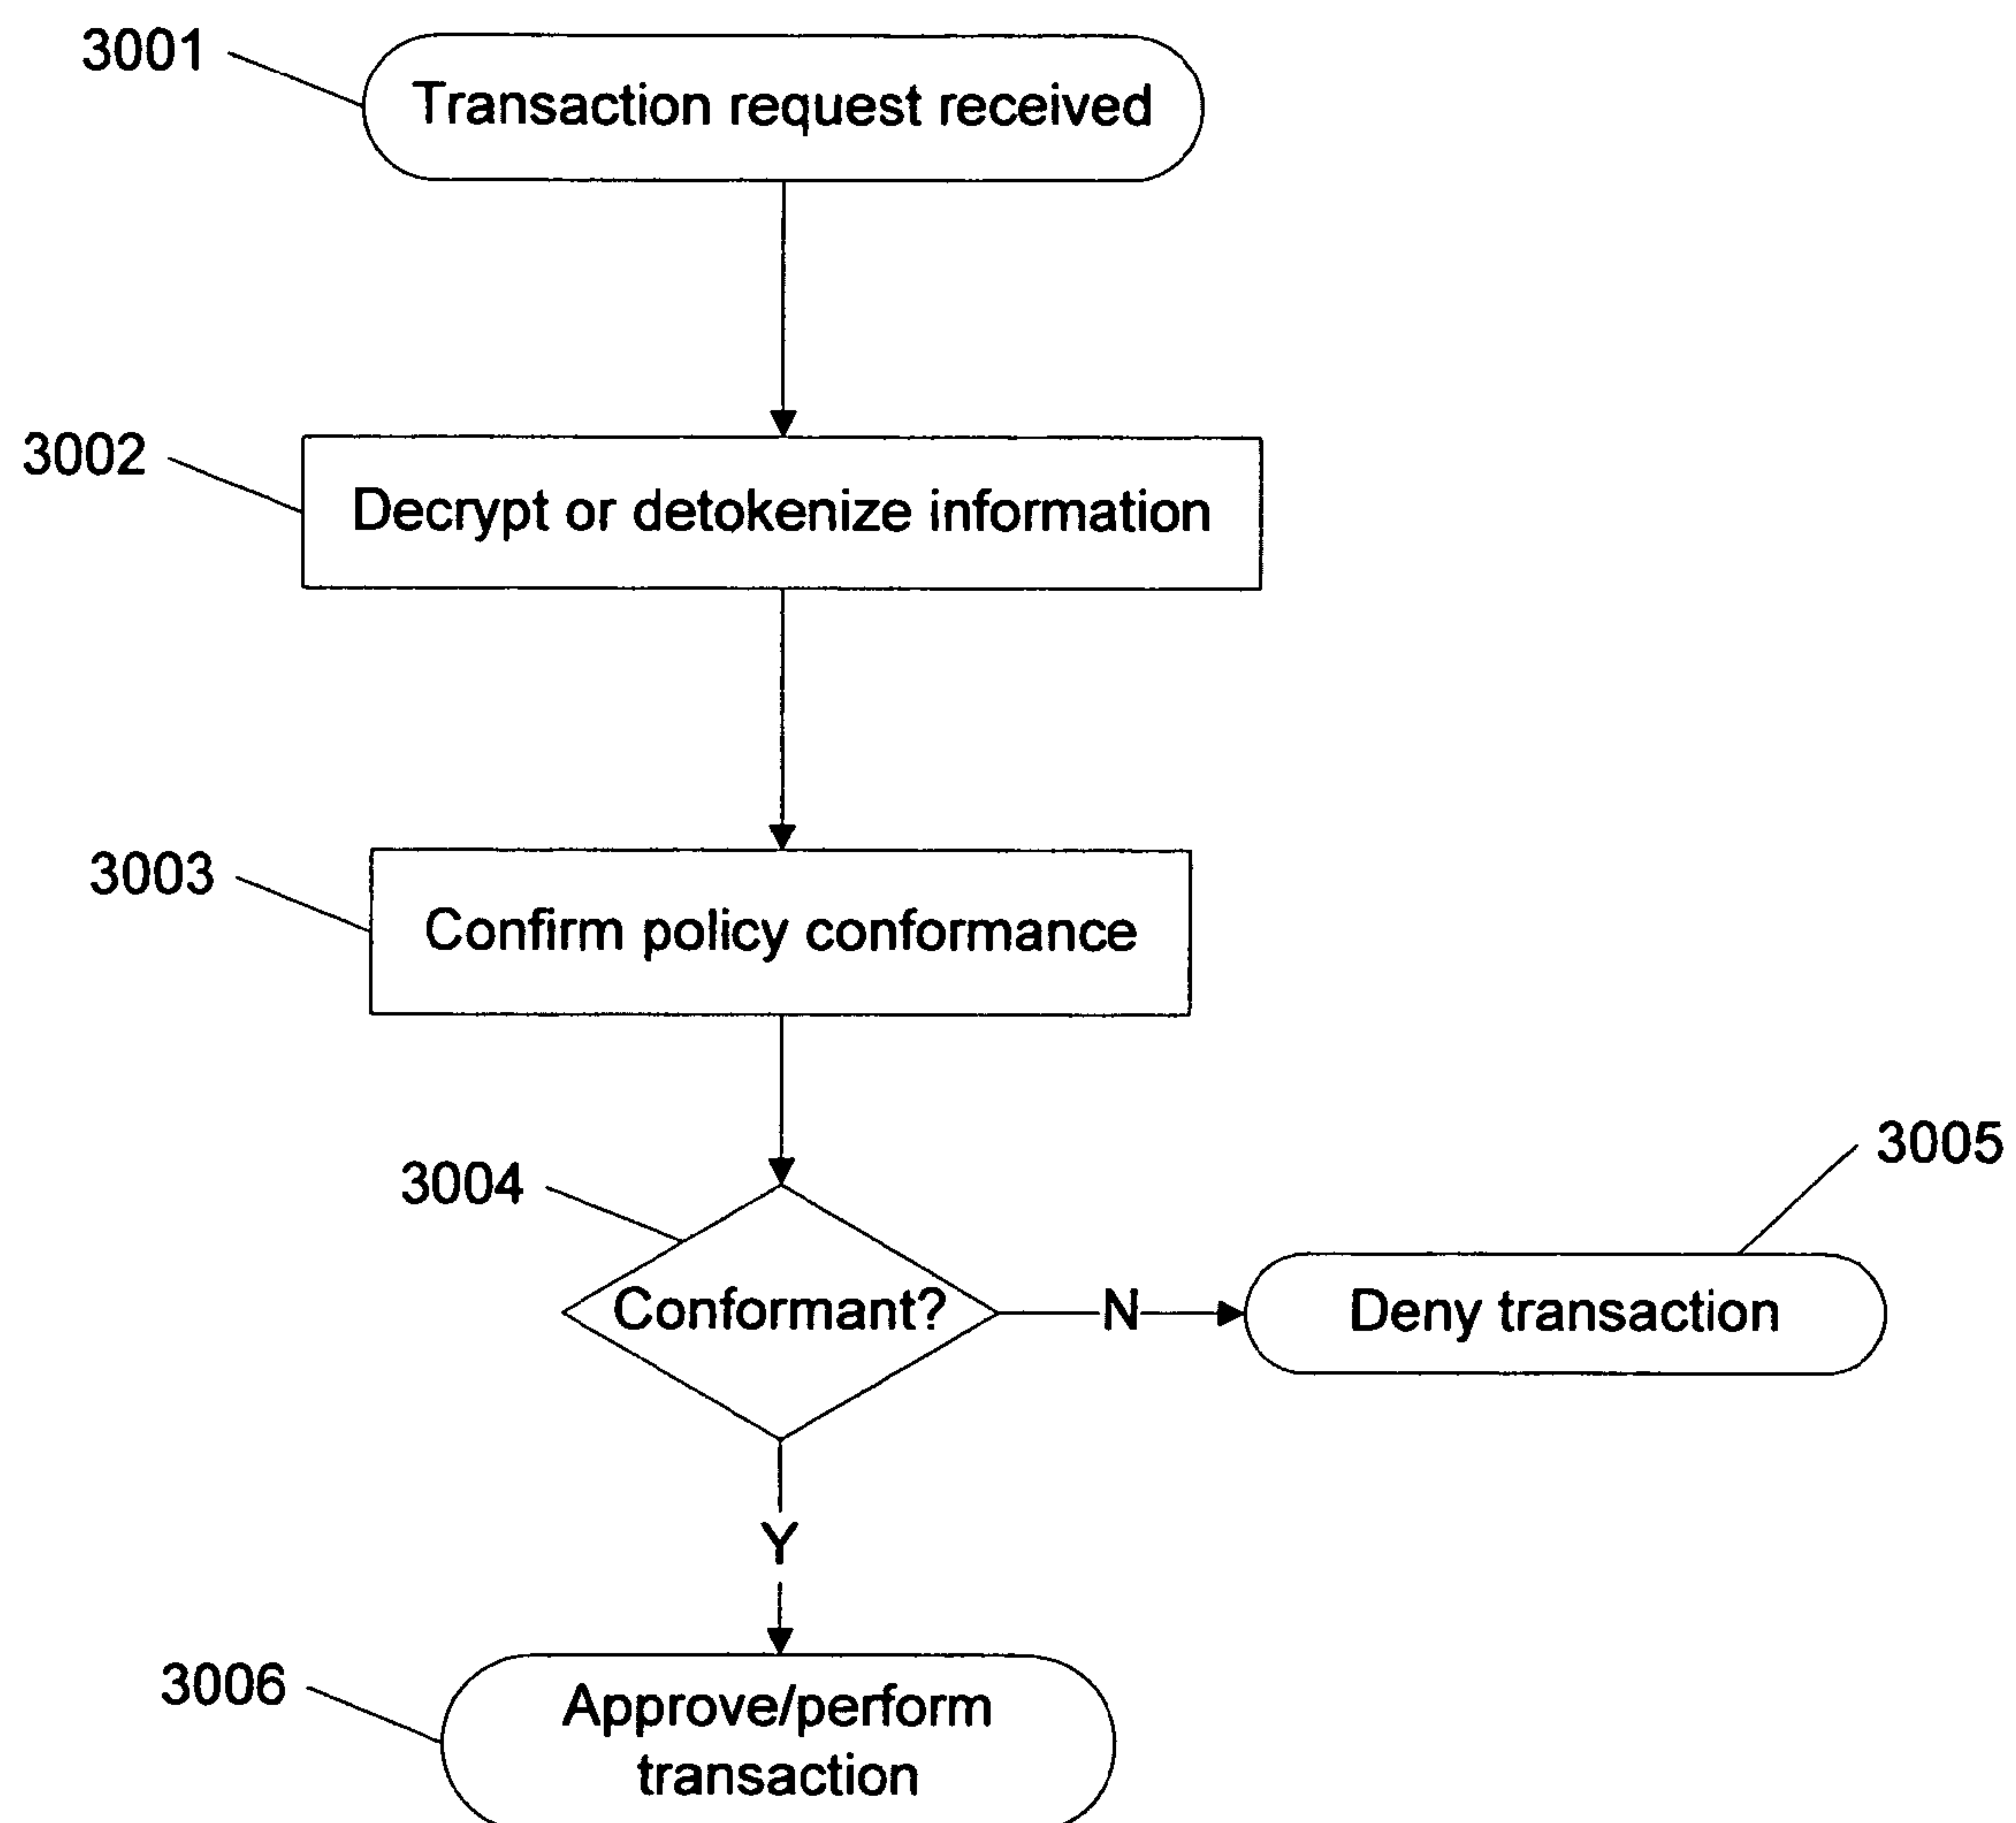 3001
Transaction request received
3002
Decrypt or detokenize information
3003
Confirm policy conformance
3004
3005
Conformant?
N
Deny transaction
Y
3006
Approve/perform
transaction